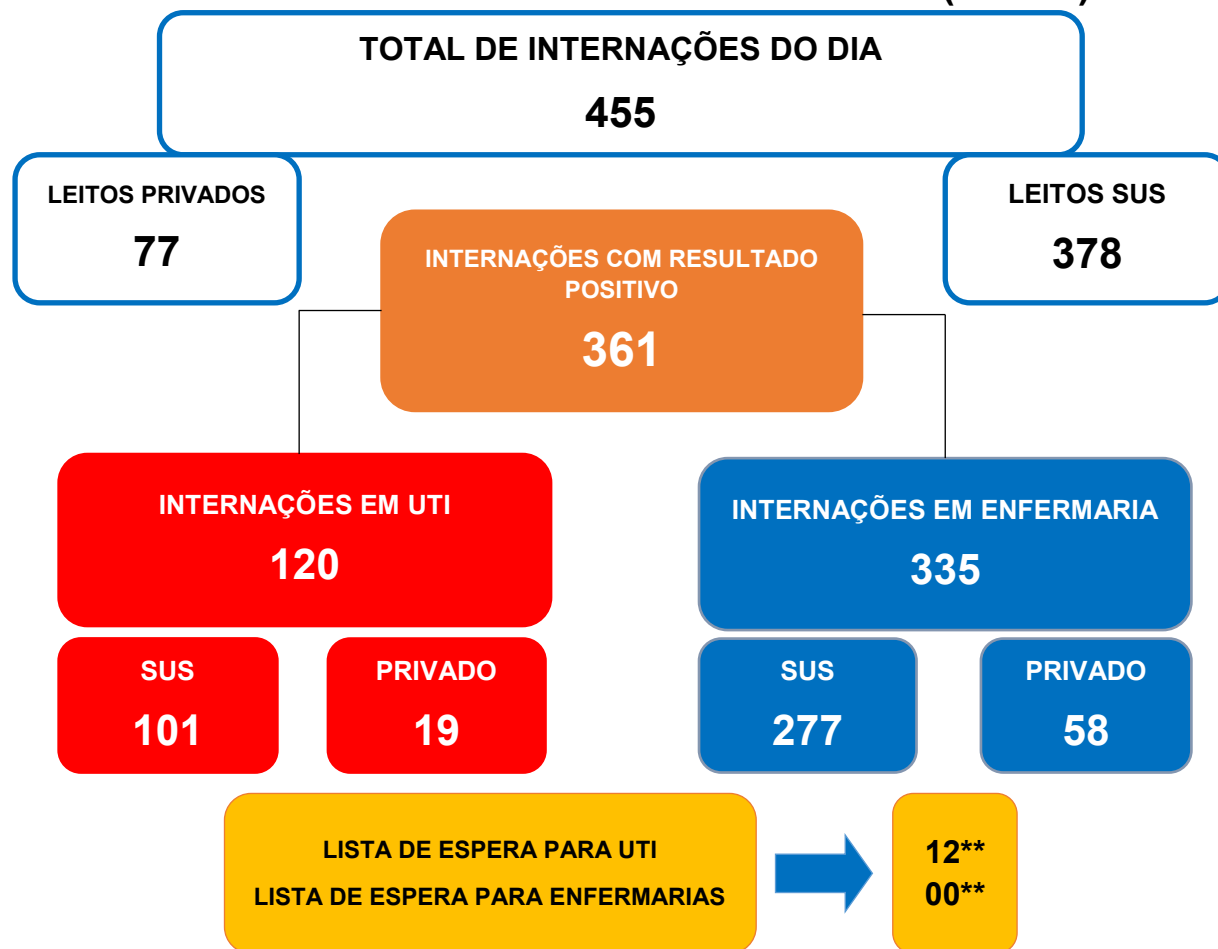 TOTAL DE INTERNAÇÕES DO DIA
455
LEITOS PRIVADOS
77
LEITOS SUS
378
INTERNAÇÕES COM RESULTADO
POSITIVO
361
INTERNAÇÕES EM UTI
120
INTERNAÇÕES EM ENFERMARIA
335
SUS
101
PRIVADO
19
SUS
277
PRIVADO
58
LISTA DE ESPERA PARA UTI
LISTA DE ESPERA PARA ENFERMARIAS
12**
00**